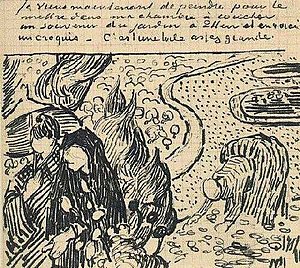 Je viens maintenant de peindre pour le
mettre dans ma chambre à coucher
un souvenir du jardin à Etten et en voici
un croquis. C'est une toile assez grande